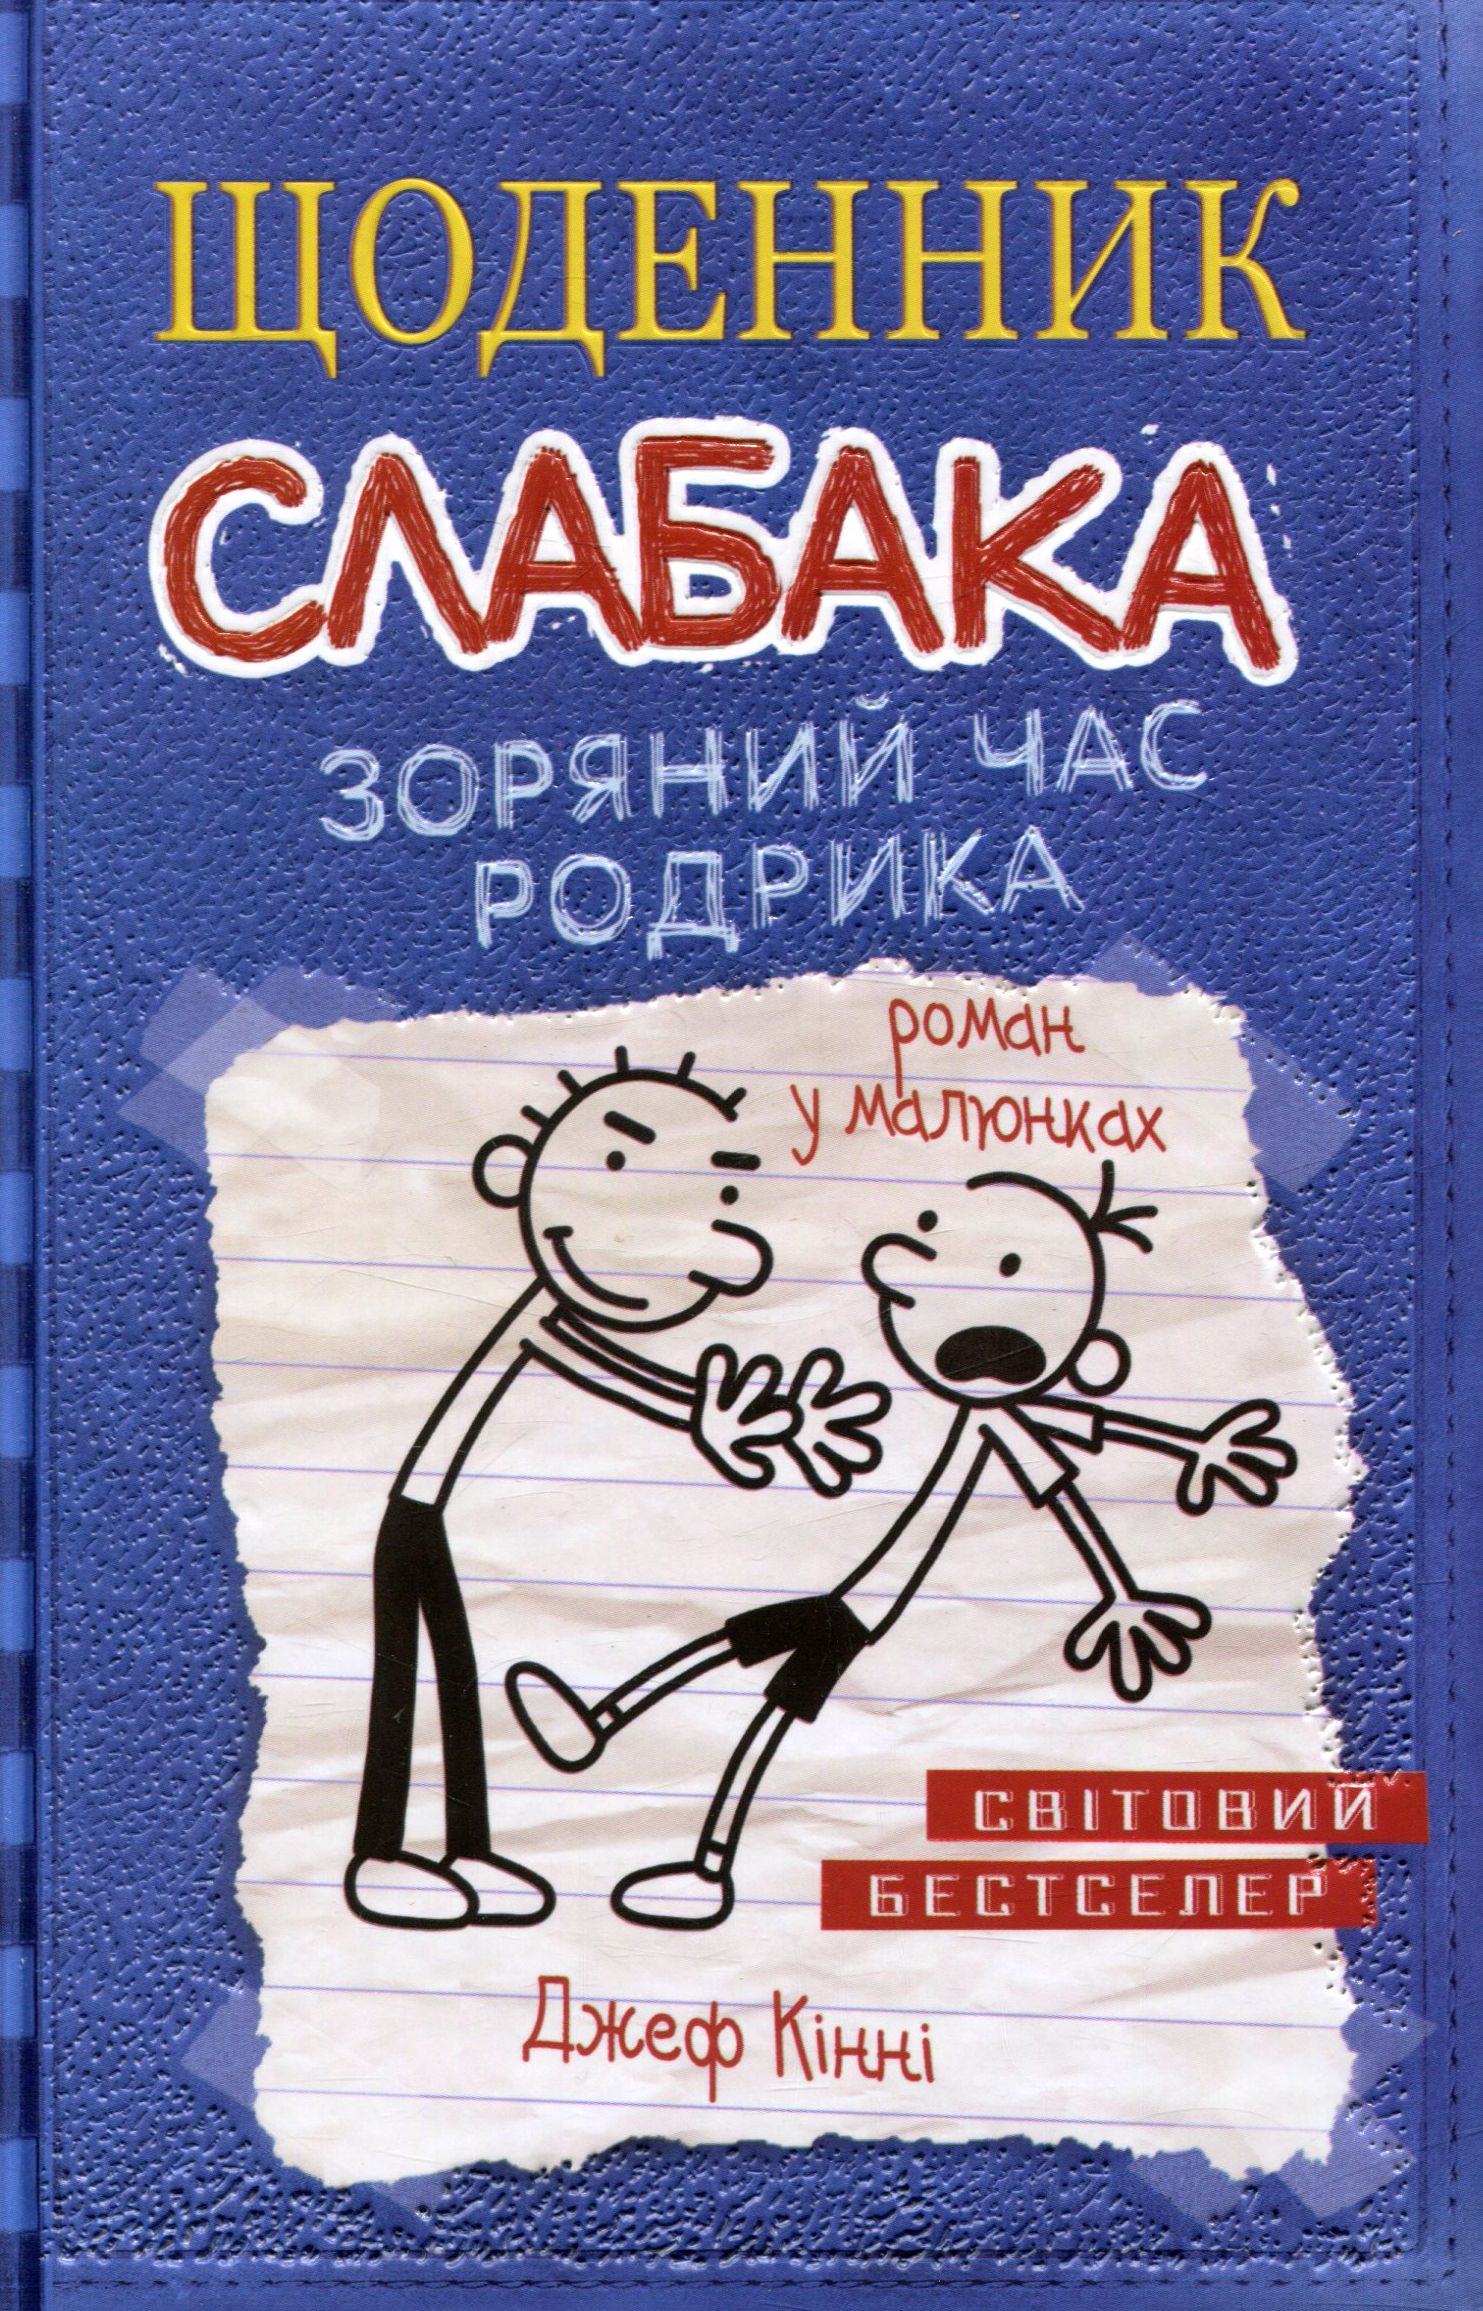 ЩОДЕННИК
СЛАБАКА
ЗОРЯНИЙ ЧАС
РОДРИКА
роман
у малюнках
СВІТОВИЙ
БЕСТСЕЛЕР
Джеф Кінні